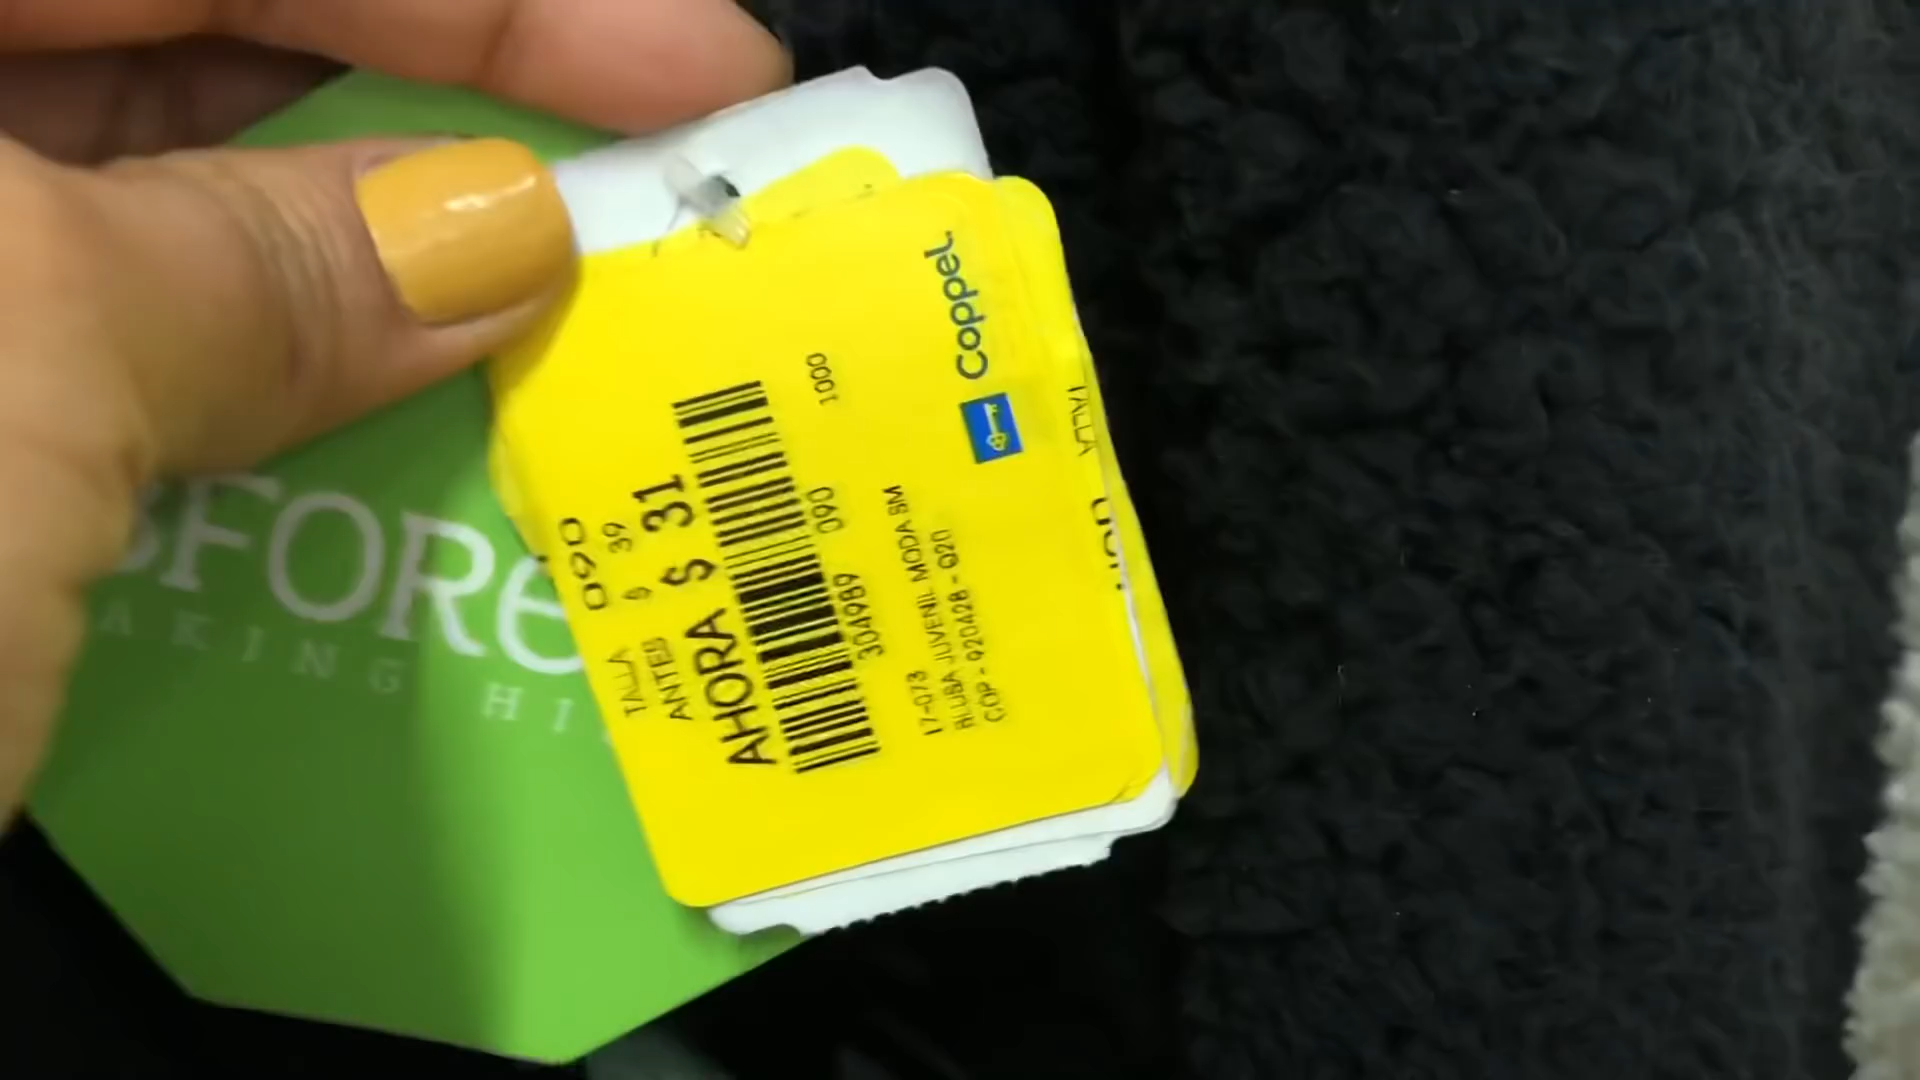 Coppel.
TALLA 090
ANTES $ 39
AHORA $ 31
1000
304989 090
17-073
BLUSA JUVENIL MODA SM
COP - 920428 - Q201
TALLA
FORe
AKING HI